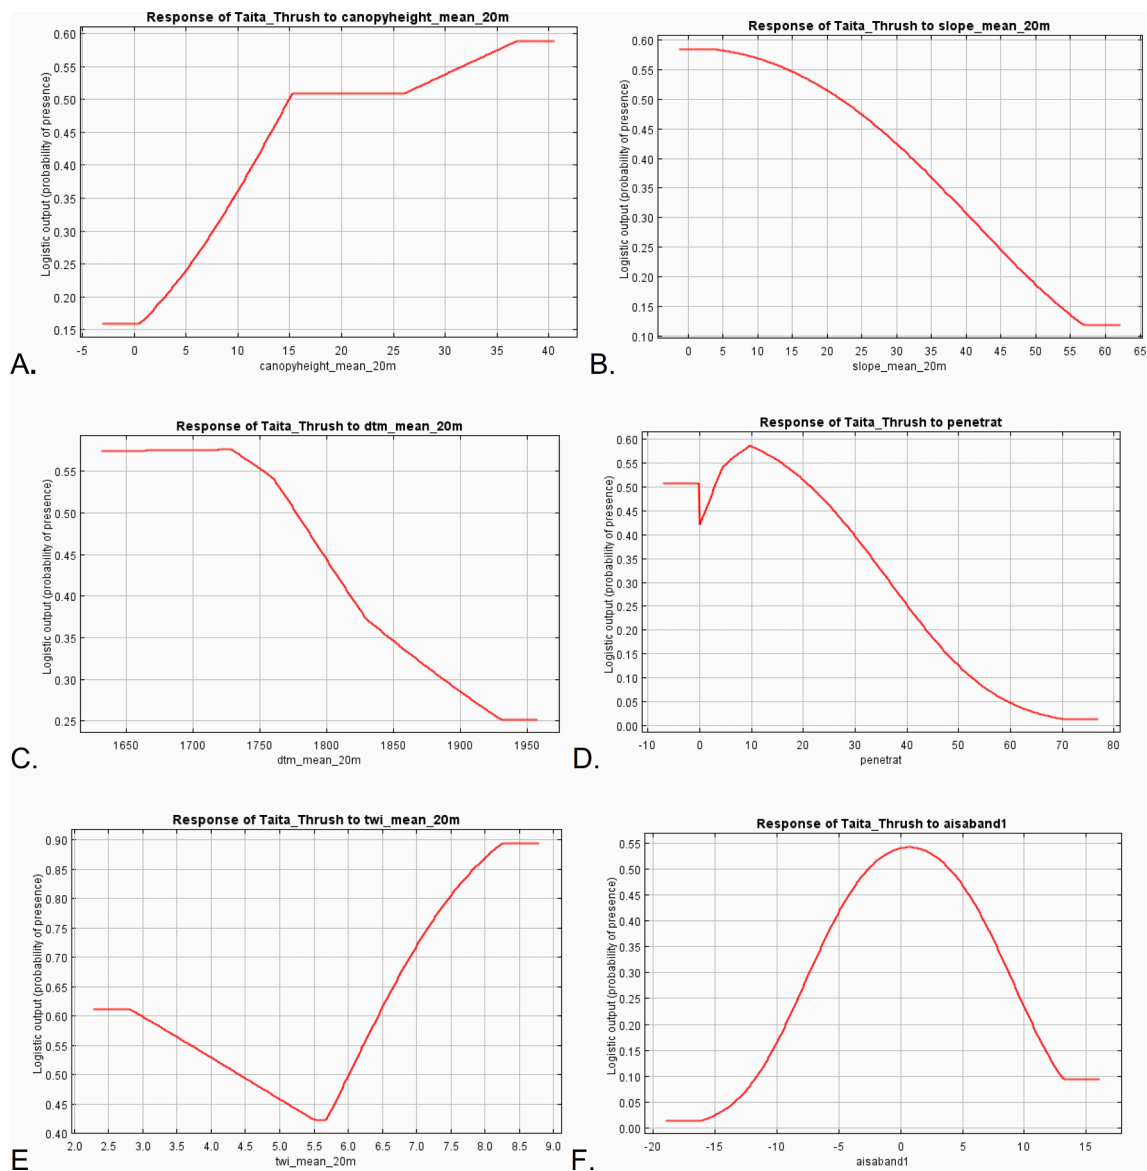 Response of Taita_Thrush to canopyheight_mean_20m
Logistic output (probability of presence)
0.60
0.55
0.50
0.45
0.40
0.35
0.30
0.25
0.20
0.15
-5 0 5 10 15 20 25 30 35 40
canopyheight_mean_20m
A.
Response of Taita_Thrush to slope_mean_20m
Logistic output (probability of presence)
0.60
0.55
0.50
0.45
0.40
0.35
0.30
0.25
0.20
0.15
0.10
0 5 10 15 20 25 30 35 40 45 50 55 60 65
slope_mean_20m
B.
Response of Taita_Thrush to dtm_mean_20m
Logistic output (probability of presence)
0.55
0.50
0.45
0.40
0.35
0.30
0.25
1650 1700 1750 1800 1850 1900 1950
dtm_mean_20m
C.
Response of Taita_Thrush to penetrat
Logistic output (probability of presence)
0.60
0.55
0.50
0.45
0.40
0.35
0.30
0.25
0.20
0.15
0.10
0.05
0.00
-10 0 10 20 30 40 50 60 70 80
penetrat
D.
Response of Taita_Thrush to twi_mean_20m
Logistic output (probability of presence)
0.90
0.85
0.80
0.75
0.70
0.65
0.60
0.55
0.50
0.45
0.40
2.0 2.5 3.0 3.5 4.0 4.5 5.0 5.5 6.0 6.5 7.0 7.5 8.0 8.5 9.0
twi_mean_20m
E
Response of Taita_Thrush to aisaband1
Logistic output (probability of presence)
0.55
0.50
0.45
0.40
0.35
0.30
0.25
0.20
0.15
0.10
0.05
0.00
-20 -15 -10 -5 0 5 10 15
aisaband1
F.